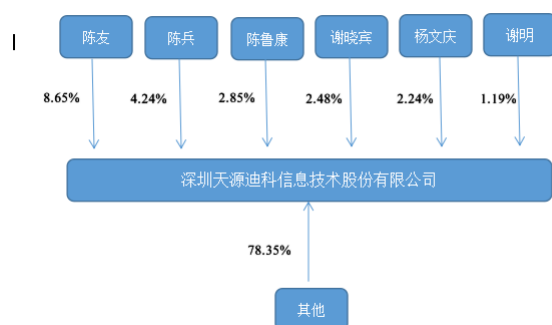 陈友 陈兵 陈鲁康 谢晓宾 杨文庆 谢明
8.65% 4.24% 2.85% 2.48% 2.24% 1.19%
深圳天源迪科信息技术股份有限公司
78.35%
其他